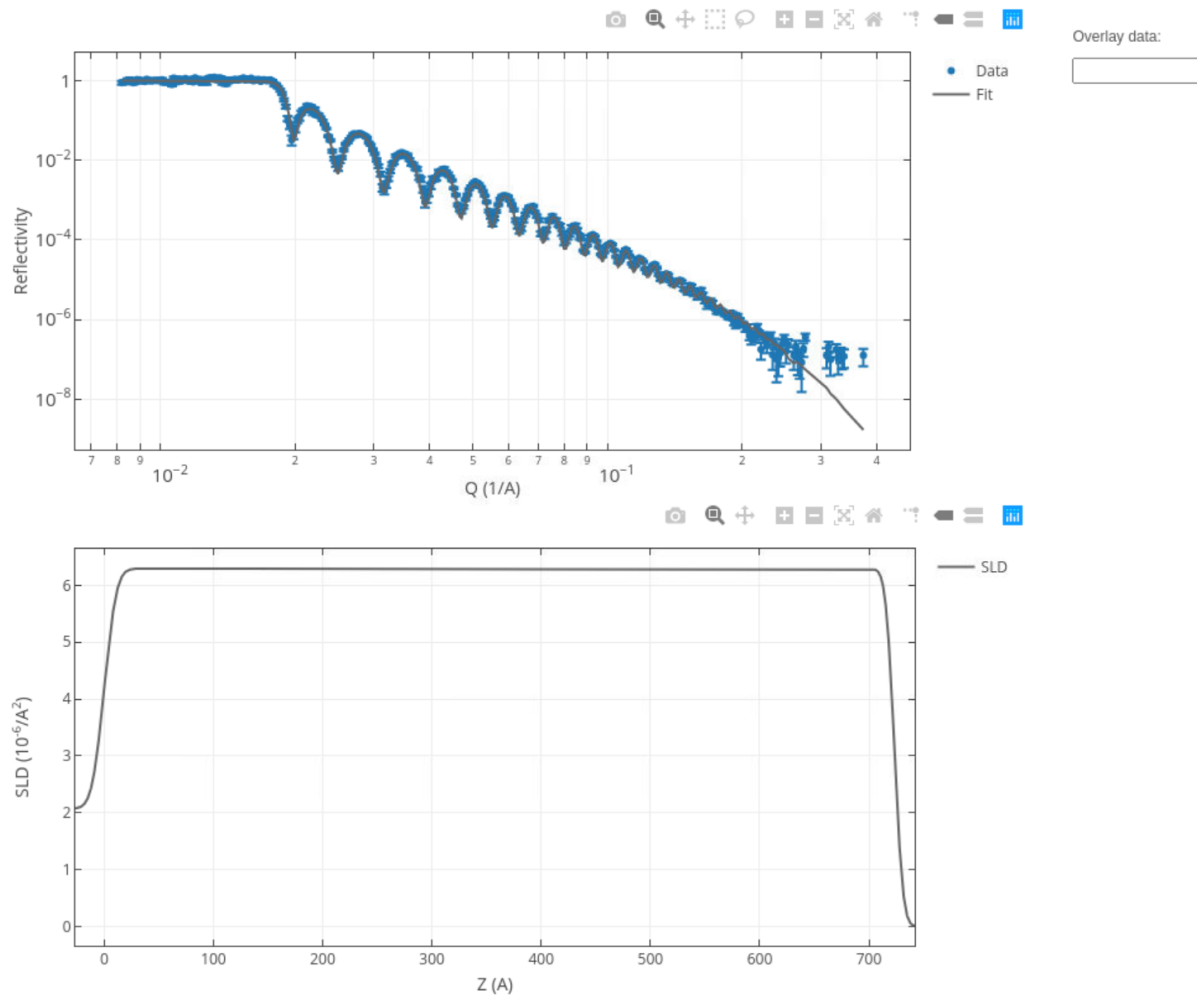 Overlay data:
Data
Fit
Reflectivity
1
10⁻²
10⁻⁴
10⁻⁶
10⁻⁸
7 8 9 10⁻² 2 3 4 5 6 7 8 9 10⁻¹ 2 3 4
Q (1/A)
SLD
SLD (10⁻⁶/A²)
6
5
4
3
2
1
0
0 100 200 300 400 500 600 700
Z (A)